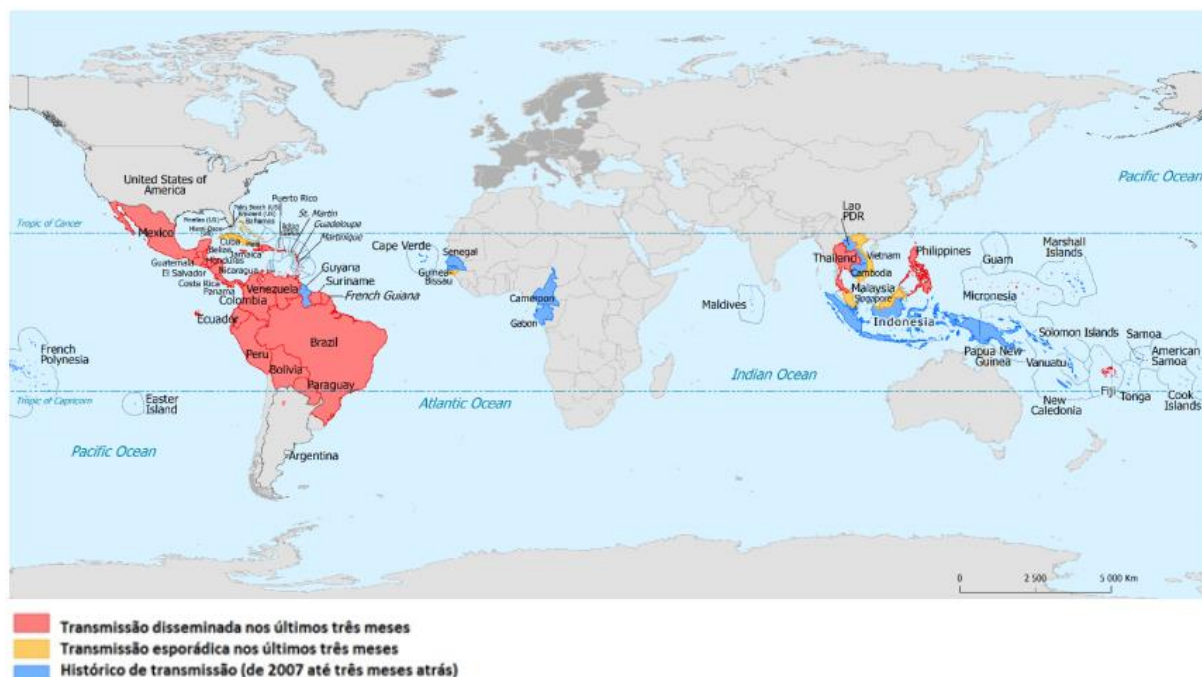 United States of
America
Pacific Ocean
Puerto Rico
St. Martin
Guadeloupa
Martinique
Bahamas
Tropic of Cancer
Mexico
Cuba
Haiti
Belize
Jamaica
Honduras
Guatemala
El Salvador
Nicaragua
Costa Rica
Panama
Venezuela
Colombia
Guyana
Suriname
French Guiana
Ecuador
Brazil
Peru
Bolivia
Paraguay
French
Polynesia
Easter
Island
Tropic of Capricorn
Atlantic Ocean
Pacific Ocean
Argentina
Cape Verde
Senegal
Guinea-
Bissau
Cameroon
Gabon
Maldives
Indian Ocean
Lao
PDR
Thailand
Vietnam
Cambodia
Malaysia
Singapore
Indonesia
Philippines
Guam
Marshall
Islands
Micronesia
Solomon Islands
Samoa
Papua New
Guinea
Vanuatu
American
Samoa
Fiji
Tonga
Cook
Islands
New
Caledonia
0 2 500 5 000 Km
Transmissão disseminada nos últimos três meses
Transmissão esporádica nos últimos três meses
Histórico de transmissão (de 2007 até três meses atrás)